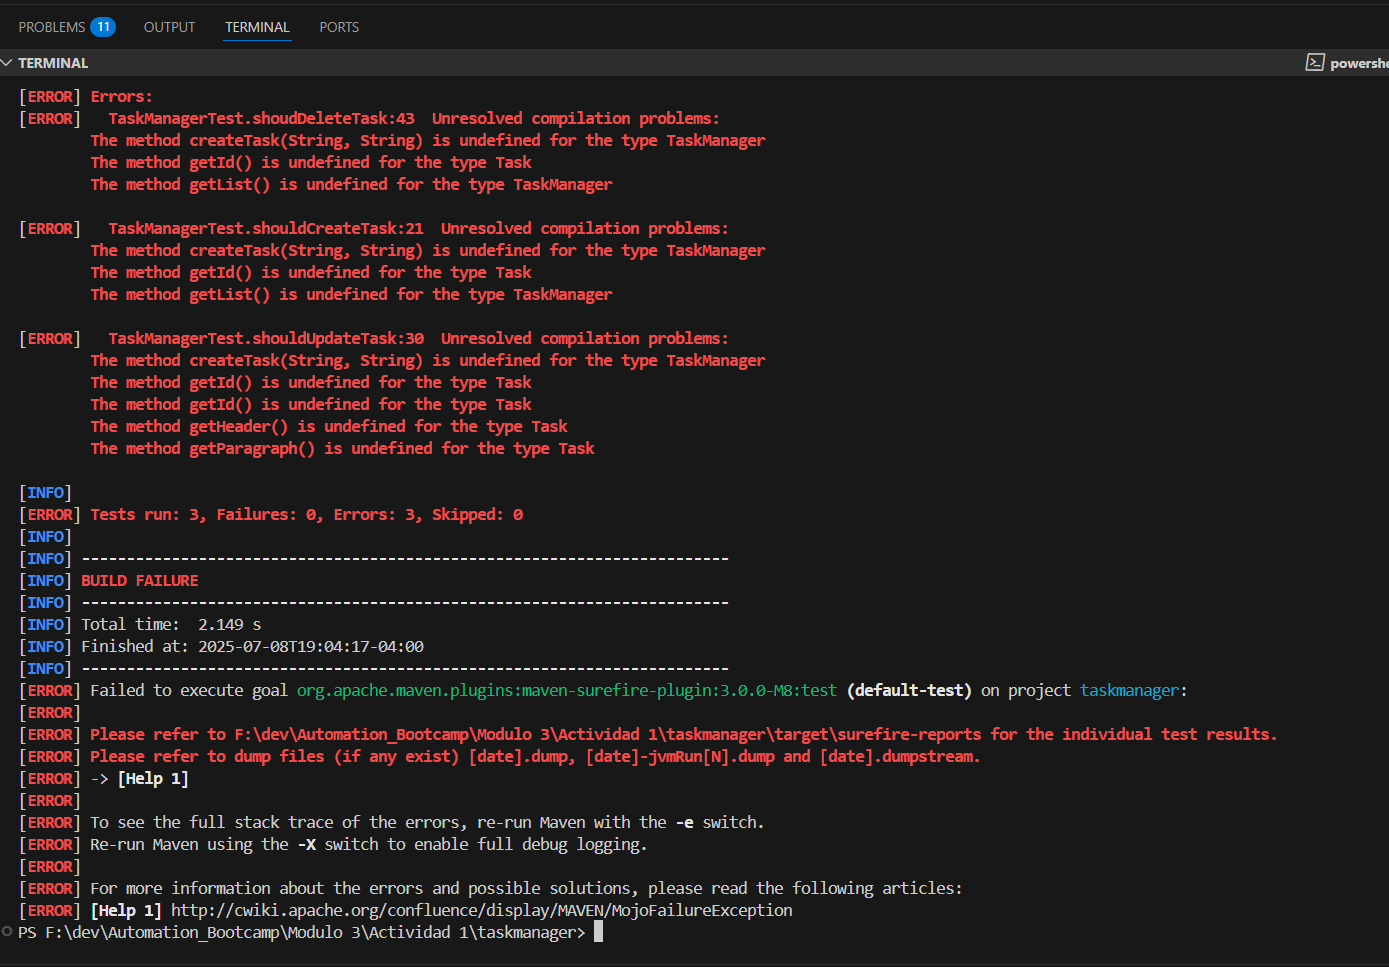 PROBLEMS 11 OUTPUT TERMINAL PORTS
TERMINAL powershe
[ERROR] Errors:
[ERROR]   TaskManagerTest.shoudDeleteTask:43  Unresolved compilation problems:
The method createTask(String, String) is undefined for the type TaskManager
The method getId() is undefined for the type Task
The method getList() is undefined for the type TaskManager
[ERROR]   TaskManagerTest.shouldCreateTask:21  Unresolved compilation problems:
The method createTask(String, String) is undefined for the type TaskManager
The method getId() is undefined for the type Task
The method getList() is undefined for the type TaskManager
[ERROR]   TaskManagerTest.shouldUpdateTask:30  Unresolved compilation problems:
The method createTask(String, String) is undefined for the type TaskManager
The method getId() is undefined for the type Task
The method getId() is undefined for the type Task
The method getHeader() is undefined for the type Task
The method getParagraph() is undefined for the type Task
[INFO]
[ERROR] Tests run: 3, Failures: 0, Errors: 3, Skipped: 0
[INFO]
[INFO] ------------------------------------------------------------------------
[INFO] BUILD FAILURE
[INFO] ------------------------------------------------------------------------
[INFO] Total time:  2.149 s
[INFO] Finished at: 2025-07-08T19:04:17-04:00
[INFO] ------------------------------------------------------------------------
[ERROR] Failed to execute goal org.apache.maven.plugins:maven-surefire-plugin:3.0.0-M8:test (default-test) on project taskmanager:
[ERROR]
[ERROR] Please refer to F:\dev\Automation_Bootcamp\Modulo 3\Actividad 1\taskmanager\target\surefire-reports for the individual test results.
[ERROR] Please refer to dump files (if any exist) [date].dump, [date]-jvmRun[N].dump and [date].dumpstream.
[ERROR] -> [Help 1]
[ERROR]
[ERROR] To see the full stack trace of the errors, re-run Maven with the -e switch.
[ERROR] Re-run Maven using the -X switch to enable full debug logging.
[ERROR]
[ERROR] For more information about the errors and possible solutions, please read the following articles:
[ERROR] [Help 1] http://cwiki.apache.org/confluence/display/MAVEN/MojoFailureException
PS F:\dev\Automation_Bootcamp\Modulo 3\Actividad 1\taskmanager>